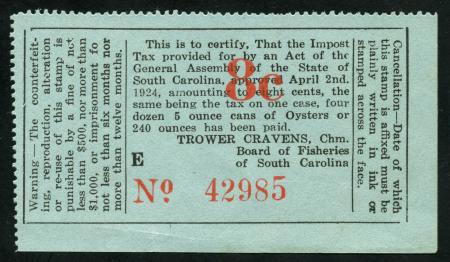 Warning—The counterfeit-
ing, reproduction, alteration
or re-use of this stamp is
punishable by a fine of not
less than $500, nor more than
$1,000, or imprisonment fo
not less than six months nor
more than twelve months.
This is to certify, That the Impost
Tax provided for by an Act of the
General Assembly of the State of
South Carolina, approved April 2nd.
1924, amounting to eight cents, the
same being the tax on one case, four
dozen 5 ounce cans of Oysters or
240 ounces has been paid.
8c
TROWER CRAVENS, Chm.
Board of Fisheries
of South Carolina
E
No. 42985
Cancellation—Date of which
this stamp is affixed must be
plainly written in ink or
stamped across the face.